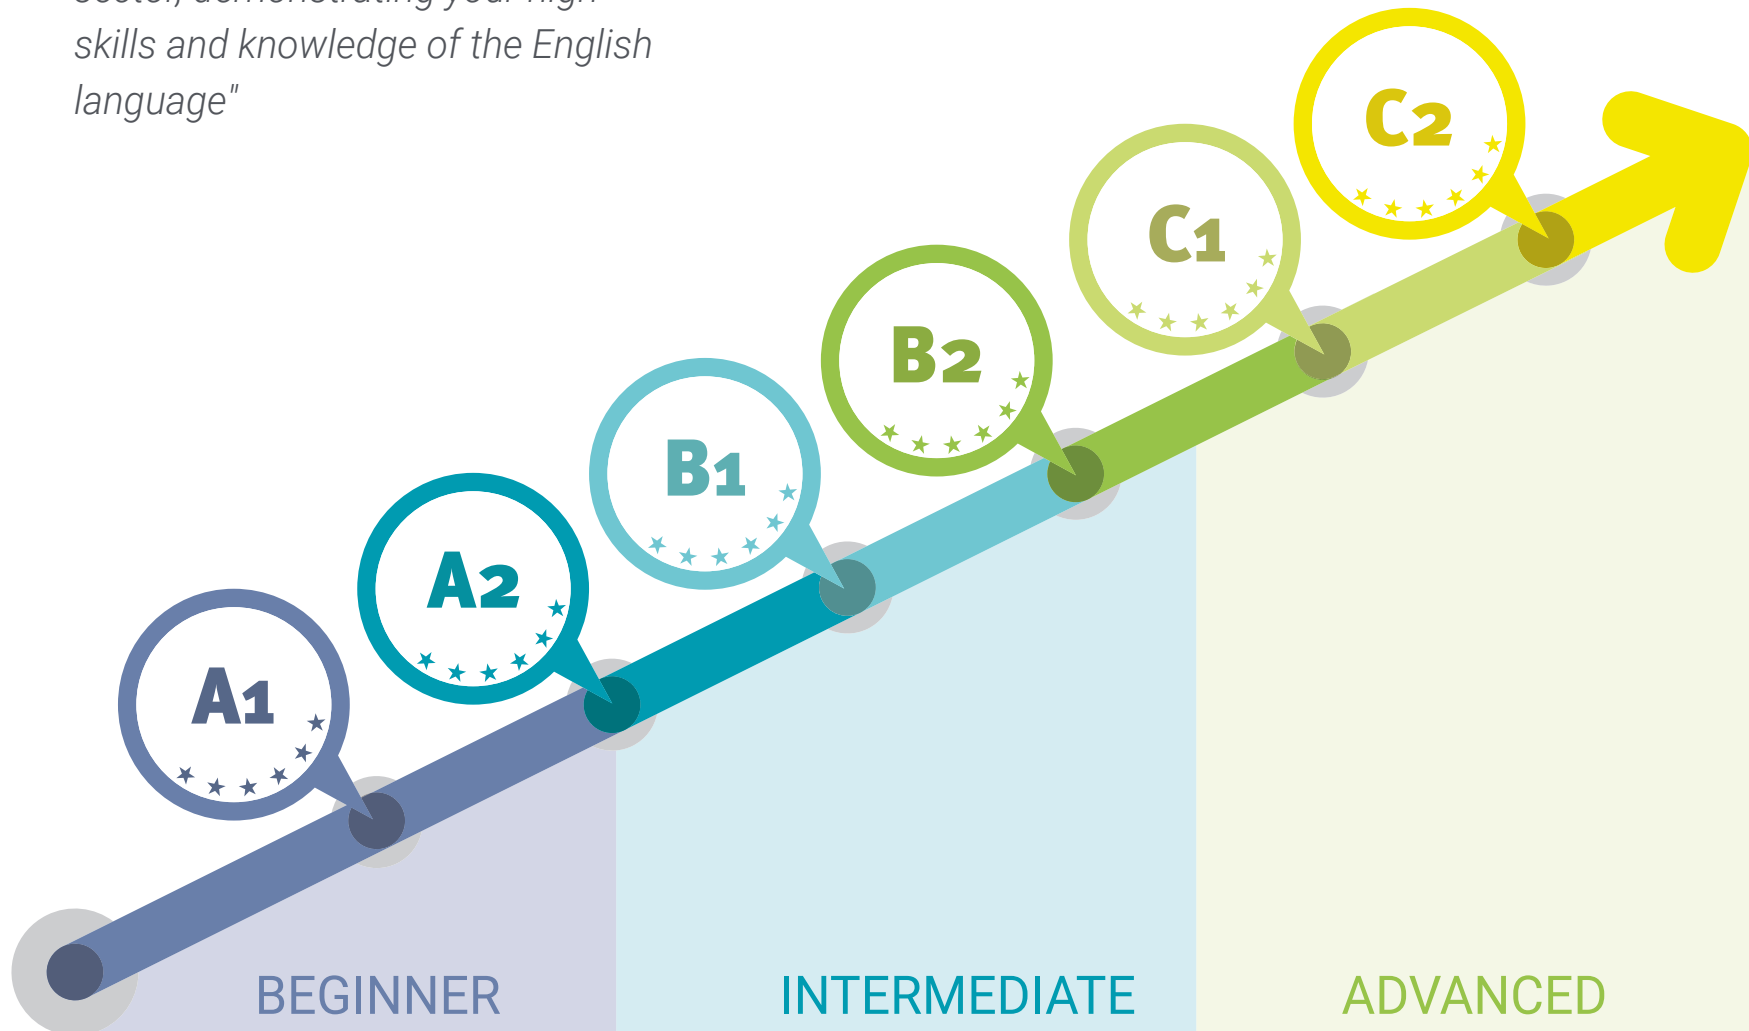 skills and knowledge of the English
language"
C2
C1
B2
B1
A2
A1
BEGINNER INTERMEDIATE ADVANCED